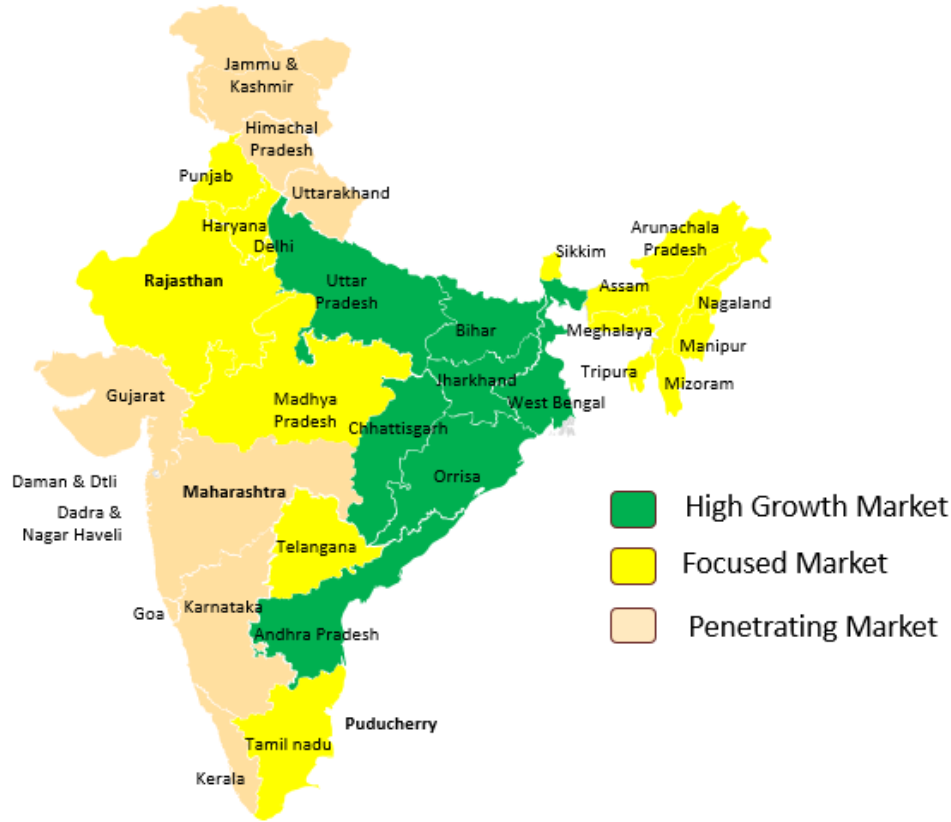 Jammu &
Kashmir
Himachal
Pradesh
Punjab
Uttarakhand
Haryana
Delhi
Arunachala
Pradesh
Sikkim
Rajasthan
Uttar
Pradesh
Assam
Nagaland
Bihar
Meghalaya
Manipur
Tripura
Mizoram
Jharkhand
Gujarat
Madhya
Pradesh
West Bengal
Chhattisgarh
Orrisa
Daman & Dtli
Maharashtra
Dadra &
Nagar Haveli
High Growth Market
Telangana
Focused Market
Goa
Karnataka
Andhra Pradesh
Penetrating Market
Puducherry
Tamil nadu
Kerala